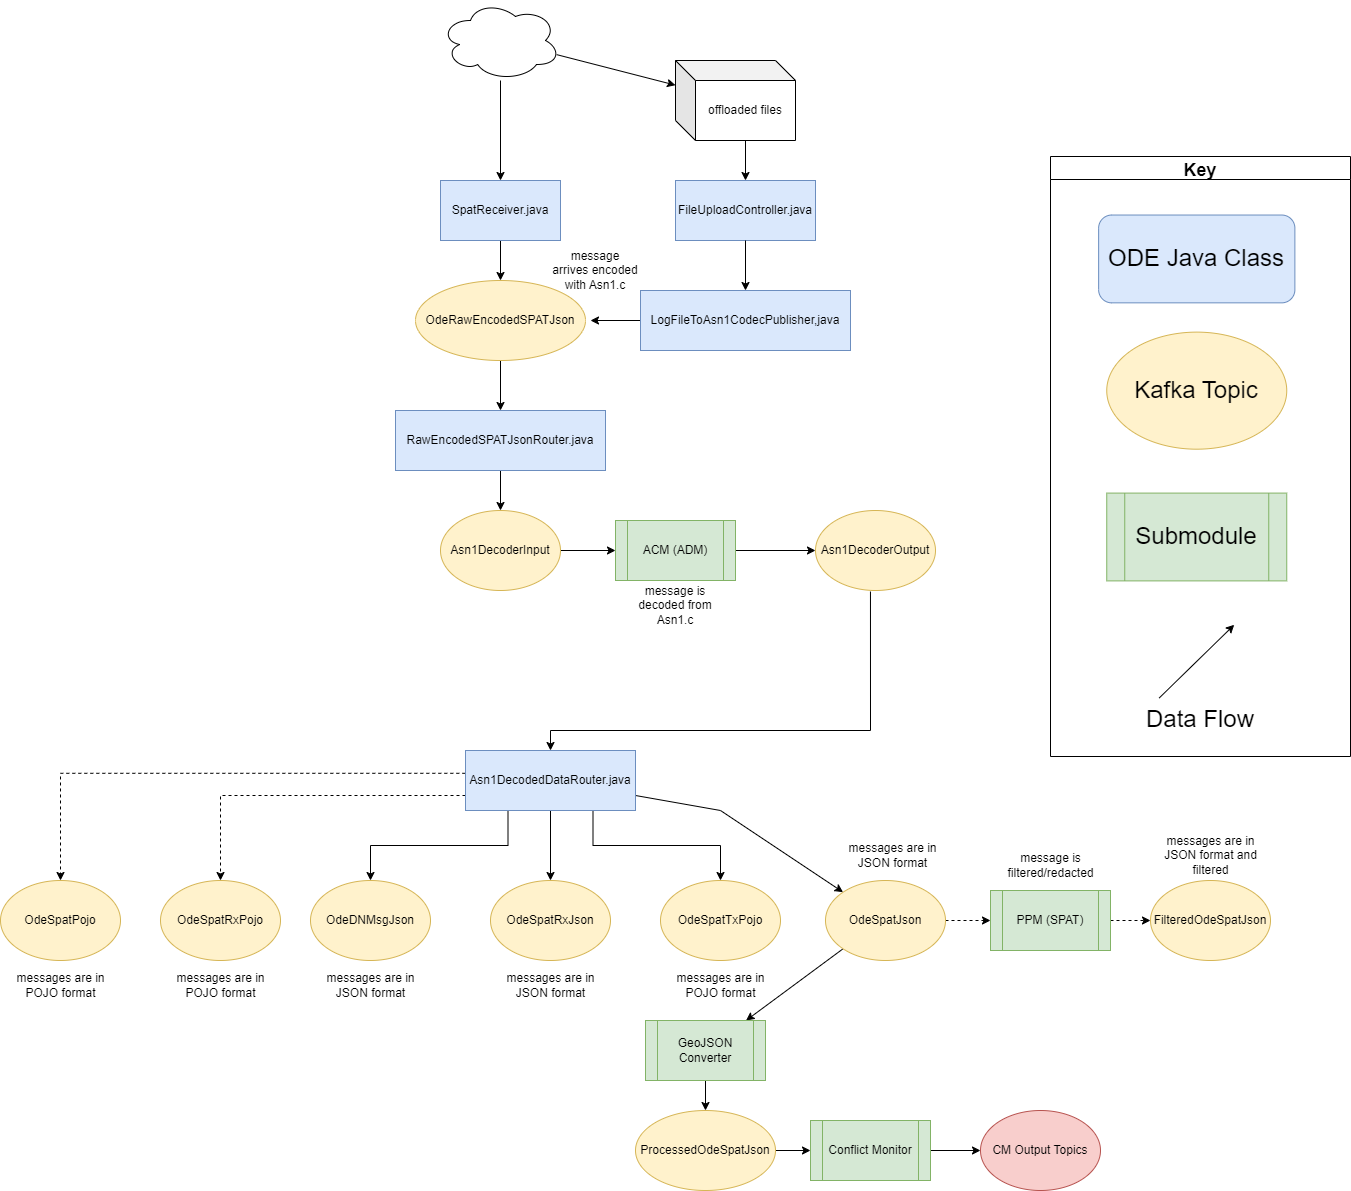 offloaded files
Key
SpatReceiver.java
FileUploadController.java
ODE Java Class
message
arrives encoded
with Asn1.c
OdeRawEncodedSPATJson
LogFileToAsn1CodecPublisher,java
Kafka Topic
RawEncodedSPATJsonRouter.java
Asn1DecoderInput
ACM (ADM)
Asn1DecoderOutput
Submodule
message is
decoded from
Asn1.c
Data Flow
Asn1DecodedDataRouter.java
messages are in
JSON format
message is
filtered/redacted
messages are in
JSON format and
filtered
OdeSpatPojo
OdeSpatRxPojo
OdeDNMsgJson
OdeSpatRxJson
OdeSpatTxPojo
OdeSpatJson
PPM (SPAT)
FilteredOdeSpatJson
messages are in
POJO format
messages are in
POJO format
messages are in
JSON format
messages are in
JSON format
messages are in
POJO format
GeoJSON
Converter
ProcessedOdeSpatJson
Conflict Monitor
CM Output Topics